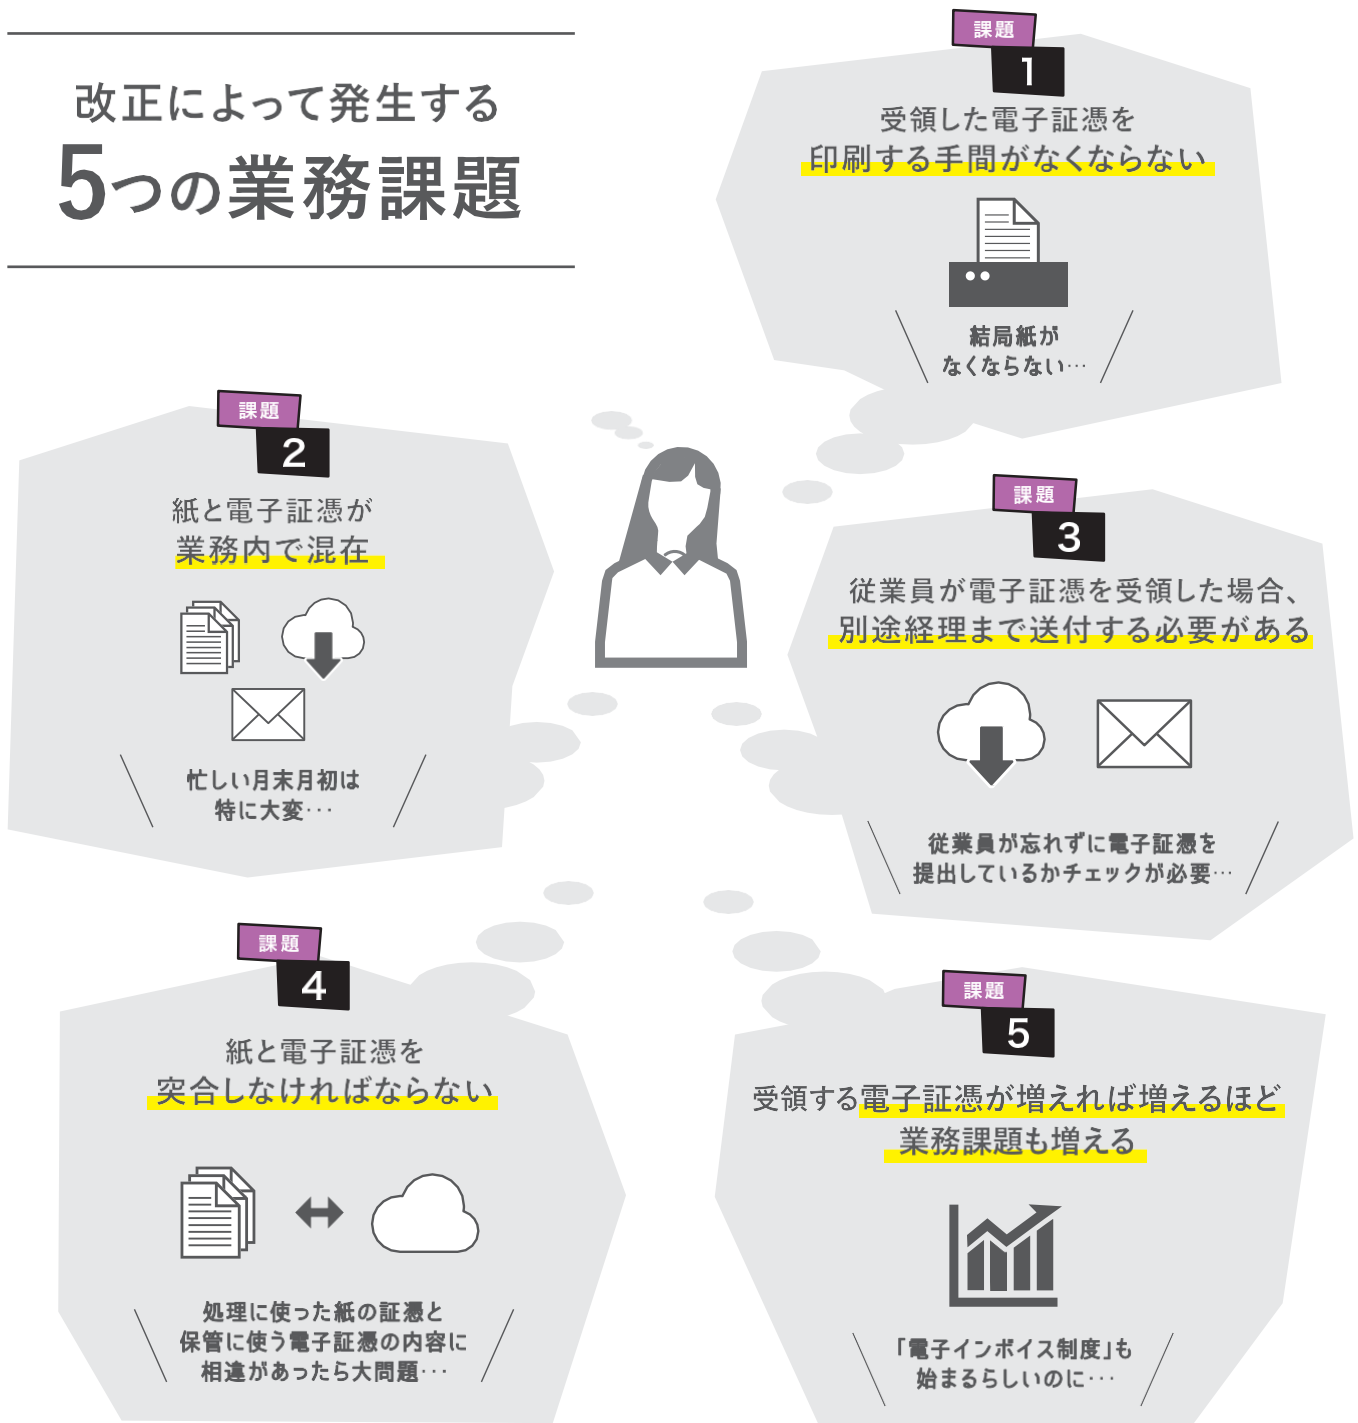 改正によって発生する
5つの業務課題
課題
1
受領した電子証憑を
印刷する手間がなくならない
結局紙が
なくならない…
課題
2
紙と電子証憑が
業務内で混在
忙しい月末月初は
特に大変…
課題
3
従業員が電子証憑を受領した場合、
別途経理まで送付する必要がある
従業員が忘れずに電子証憑を
提出しているかチェックが必要…
課題
4
紙と電子証憑を
突合しなければならない
処理に使った紙の証憑と
保管に使う電子証憑の内容に
相違があったら大問題…
課題
5
受領する電子証憑が増えれば増えるほど
業務課題も増える
「電子インボイス制度」も
始まるらしいのに…